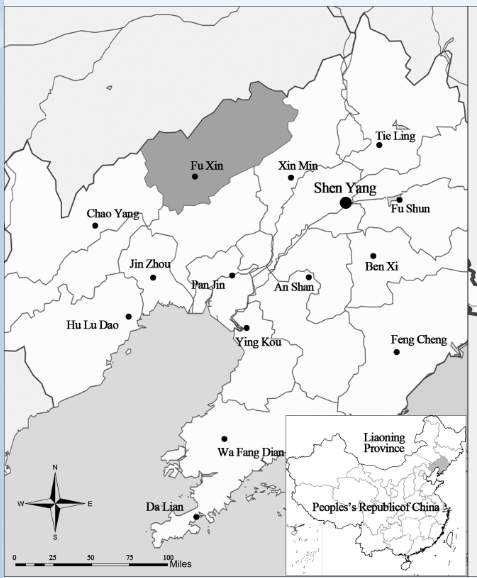 Tie Ling
Fu Xin
Xin Min
Shen Yang
Fu Shun
Chao Yang
Jin Zhou
Ben Xi
Pan Jin
An Shan
Hu Lu Dao
Ying Kou
Feng Cheng
Wa Fang Dian
Da Lian
N
W
E
S
0 25 50 75 100
Miles
Liaoning
Province
Peoples's Republicof China